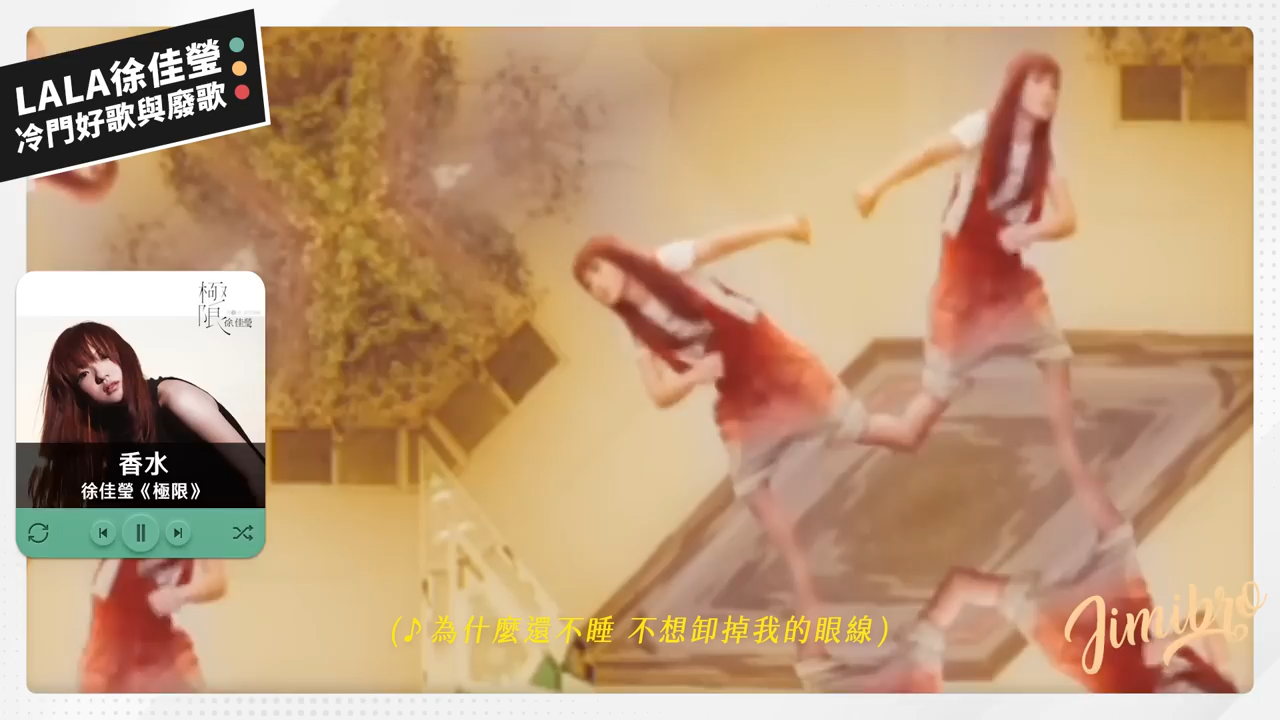 LALA徐佳瑩
冷門好歌與廢歌
極限
徐佳瑩
香水
徐佳瑩《極限》
(♪為什麼還不睡 不想卸掉我的眼線)
Jimibro